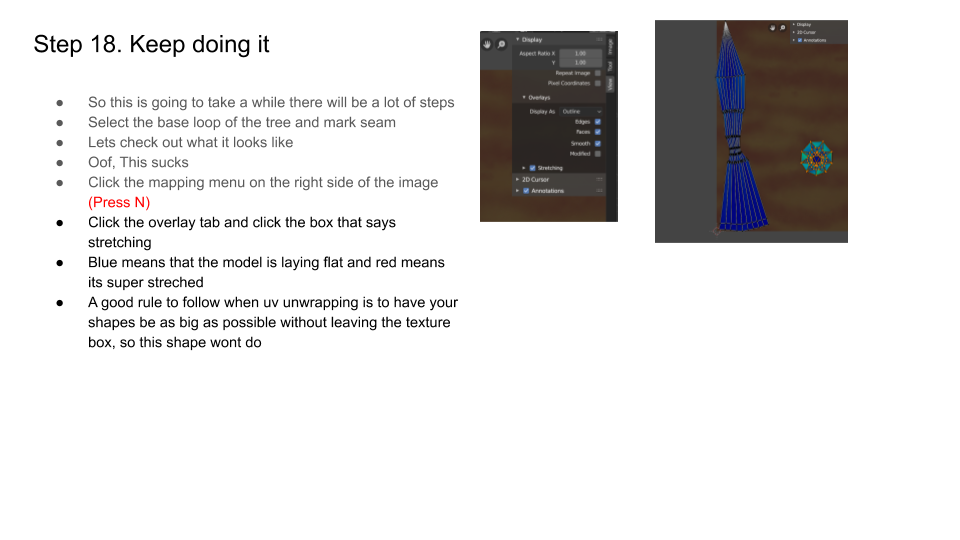 Step 18. Keep doing it
● So this is going to take a while there will be a lot of steps
● Select the base loop of the tree and mark seam
● Lets check out what it looks like
● Oof, This sucks
● Click the mapping menu on the right side of the image
(Press N)
● Click the overlay tab and click the box that says
stretching
● Blue means that the model is laying flat and red means
its super streched
● A good rule to follow when uv unwrapping is to have your
shapes be as big as possible without leaving the texture
box, so this shape wont do
Display
Aspect Ratio X 1.00
Y 1.00
Repeat Image
Pixel Coordinates
Overlays
Display As Outline
Edges
Faces
Smooth
Modified
Stretching
2D Cursor
Annotations
Image
Tool
View
Display
2D Cursor
Annotations